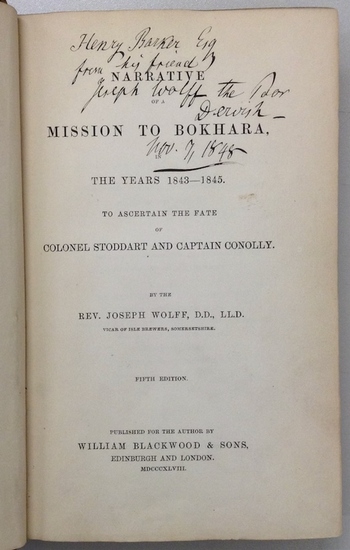 Henry Barker Esq
from his friend
NARRATIVE
Joseph Wolff the
OF A
Dervish
MISSION TO BOKHARA,
IN
Nov. 7, 1848
THE YEARS 1843—1845.
TO ASCERTAIN THE FATE
OF
COLONEL STODDART AND CAPTAIN CONOLLY.
BY THE
REV. JOSEPH WOLFF, D.D., LL.D.
VICAR OF ISLE BREWERS, SOMERSETSHIRE.
FIFTH EDITION.
PUBLISHED FOR THE AUTHOR BY
WILLIAM BLACKWOOD & SONS,
EDINBURGH AND LONDON.
MDCCCXLVIII.